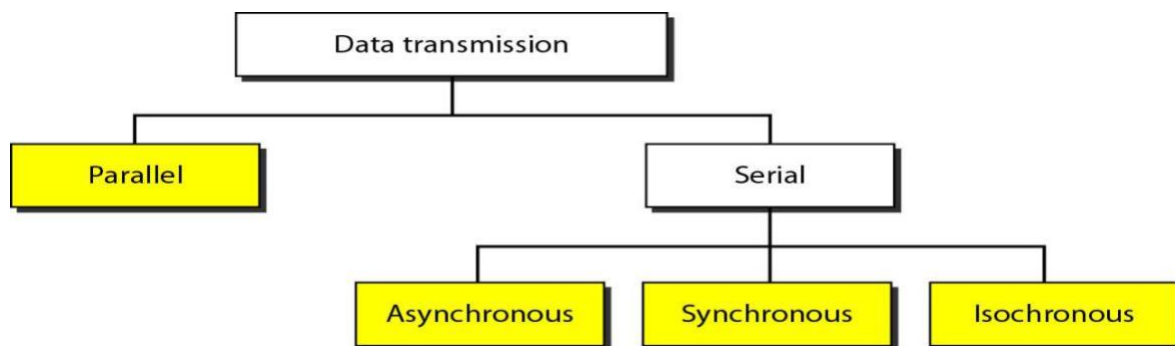 Data transmission
Parallel
Serial
Asynchronous
Synchronous
Isochronous